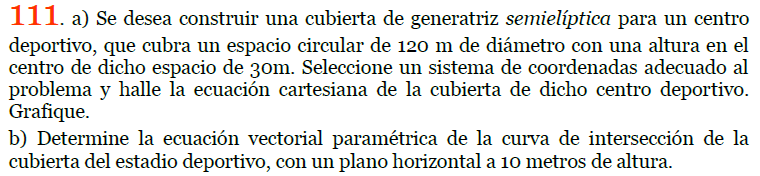 111. a) Se desea construir una cubierta de generatriz semielíptica para un centro
deportivo, que cubra un espacio circular de 120 m de diámetro con una altura en el
centro de dicho espacio de 30m. Seleccione un sistema de coordenadas adecuado al
problema y halle la ecuación cartesiana de la cubierta de dicho centro deportivo.
Grafique.
b) Determine la ecuación vectorial paramétrica de la curva de intersección de la
cubierta del estadio deportivo, con un plano horizontal a 10 metros de altura.